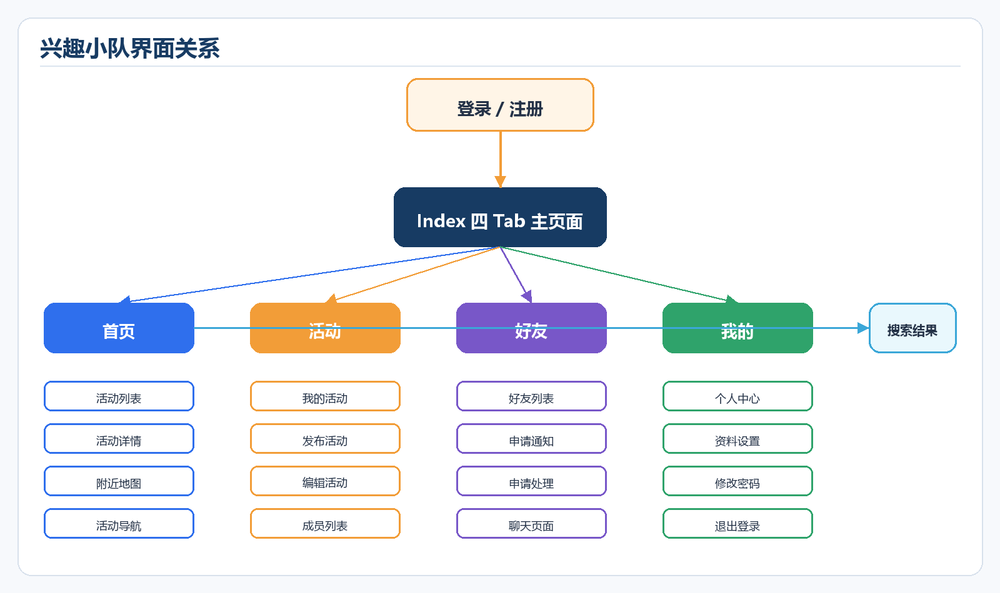 兴趣小队界面关系
登录 / 注册
Index 四 Tab 主页面
首页
活动
好友
我的
搜索结果
活动列表
我的活动
好友列表
个人中心
活动详情
发布活动
申请通知
资料设置
附近地图
编辑活动
申请处理
修改密码
活动导航
成员列表
聊天页面
退出登录